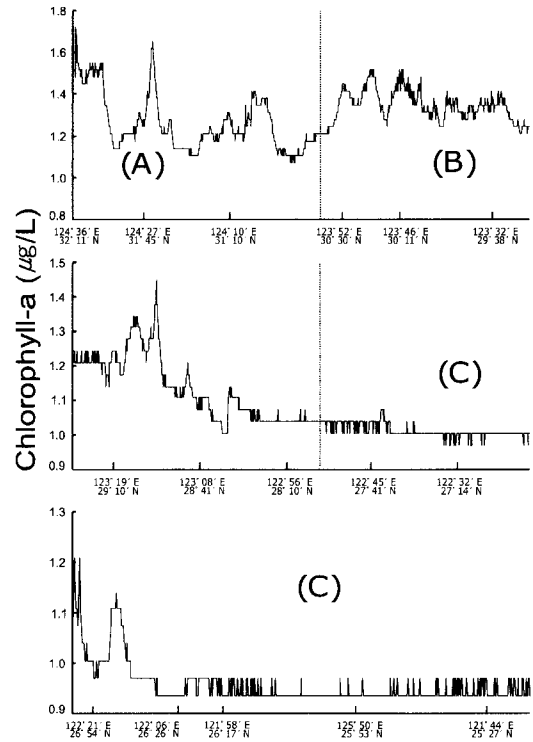 Chlorophyll-a (µg/L)
1.8
1.6
1.4
1.2
1.0
0.8
0.6
(A)
(B)
124°36´ E
32°11´ N
124°27´ E
31°45´ N
124°10´ E
31°10´ N
123°52´ E
30°30´ N
123°46´ E
30°11´ N
123°32´ E
29°38´ N
1.5
1.4
1.3
1.2
1.1
1.0
0.9
(C)
123°19´ E
29°10´ N
123°08´ E
28°41´ N
122°56´ E
28°10´ N
122°45´ E
27°41´ N
122°32´ E
27°14´ N
1.3
1.2
1.1
1.0
0.9
(C)
122°21´ E
26°54´ N
122°06´ E
26°26´ N
121°58´ E
26°17´ N
125°50´ E
25°53´ N
121°44´ E
25°27´ N